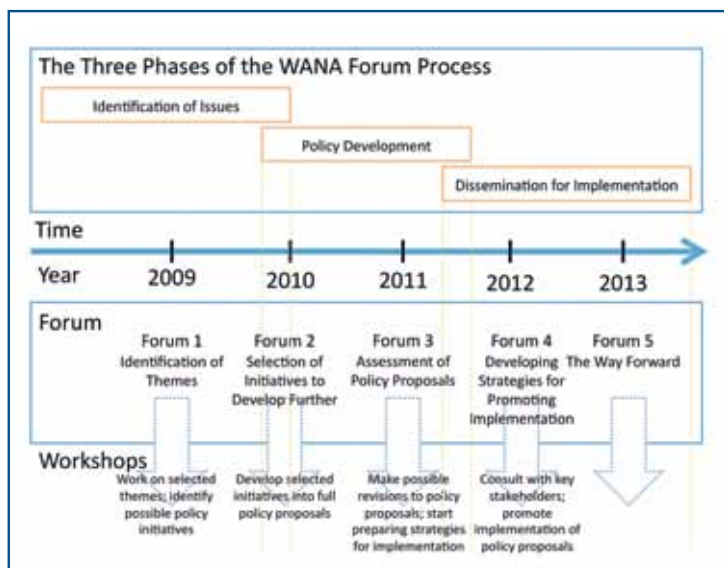 The Three Phases of the WANA Forum Process
Identification of Issues
Policy Development
Dissemination for Implementation
Time
Year
2009
2010
2011
2012
2013
Forum
Forum 1
Identification of
Themes
Forum 2
Selection of
Initiatives to
Develop Further
Forum 3
Assessment of
Policy Proposals
Forum 4
Developing
Strategies for
Promoting
Implementation
Forum 5
The Way Forward
Workshops
Work on selected
themes; identify
possible policy
initiatives
Develop selected
initiatives into full
policy proposals
Make possible
revisions to policy
proposals; start
preparing strategies
for implementation
Consult with key
stakeholders;
promote
implementation of
policy proposals